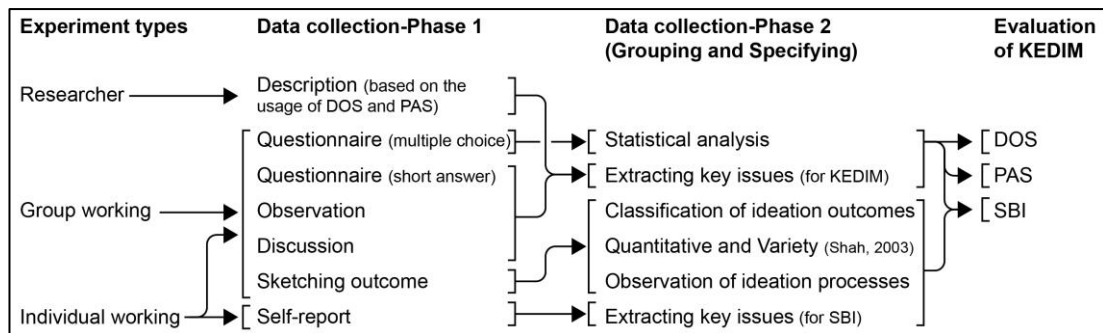 Experiment types
Data collection-Phase 1
Data collection-Phase 2
(Grouping and Specifying)
Evaluation
of KEDIM
Researcher
Description (based on the
usage of DOS and PAS)
Questionnaire (multiple choice)
Statistical analysis
DOS
Questionnaire (short answer)
Extracting key issues (for KEDIM)
PAS
Group working
Observation
Classification of ideation outcomes
SBI
Discussion
Quantitative and Variety (Shah, 2003)
Sketching outcome
Observation of ideation processes
Individual working
Self-report
Extracting key issues (for SBI)